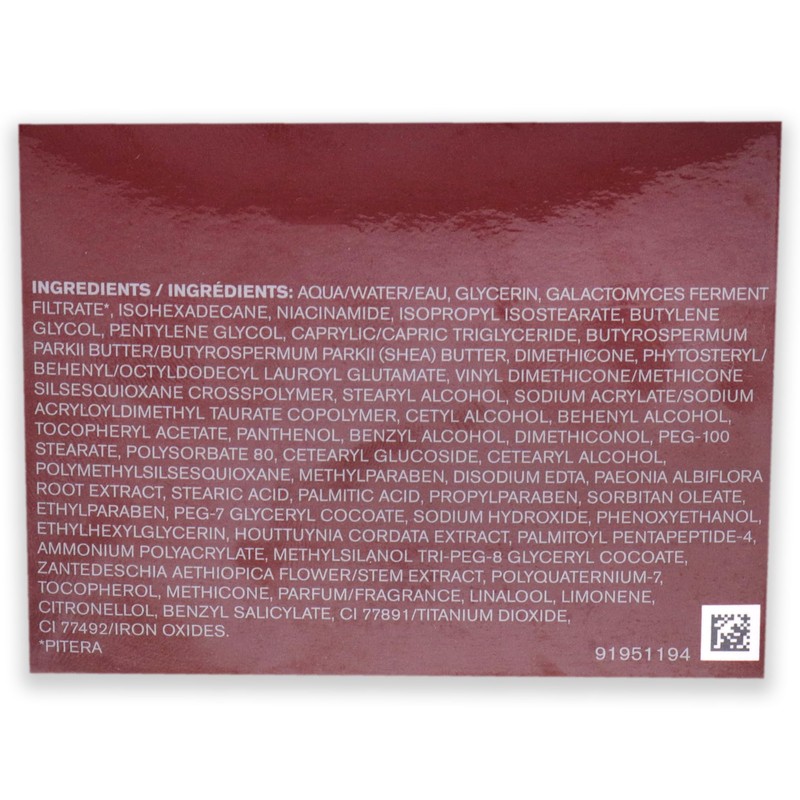 INGREDIENTS / INGRÉDIENTS: AQUA/WATER/EAU, GLYCERIN, GALACTOMYCES FERMENT
FILTRATE*, ISOHEXADECANE, NIACINAMIDE, ISOPROPYL ISOSTEARATE, BUTYLENE
GLYCOL, PENTYLENE GLYCOL, CAPRYLIC/CAPRIC TRIGLYCERIDE, BUTYROSPERMUM
PARKII BUTTER/BUTYROSPERMUM PARKII (SHEA) BUTTER, DIMETHICONE, PHYTOSTERYL/
BEHENYL/OCTYLDODECYL LAUROYL GLUTAMATE, VINYL DIMETHICONE/METHICONE
SILSESQUIOXANE CROSSPOLYMER, STEARYL ALCOHOL, SODIUM ACRYLATE/SODIUM
ACRYLOYLDIMETHYL TAURATE COPOLYMER, CETYL ALCOHOL, BEHENYL ALCOHOL,
TOCOPHERYL ACETATE, PANTHENOL, BENZYL ALCOHOL, DIMETHICONOL, PEG-100
STEARATE, POLYSORBATE 80, CETEARYL GLUCOSIDE, CETEARYL ALCOHOL,
POLYMETHYLSILSESQUIOXANE, METHYLPARABEN, DISODIUM EDTA, PAEONIA ALBIFLORA
ROOT EXTRACT, STEARIC ACID, PALMITIC ACID, PROPYLPARABEN, SORBITAN OLEATE,
ETHYLPARABEN, PEG-7 GLYCERYL COCOATE, SODIUM HYDROXIDE, PHENOXYETHANOL,
ETHYLHEXYLGLYCERIN, HOUTTUYNIA CORDATA EXTRACT, PALMITOYL PENTAPEPTIDE-4,
AMMONIUM POLYACRYLATE, METHYLSILANOL TRI-PEG-8 GLYCERYL COCOATE,
ZANTEDESCHIA AETHIOPICA FLOWER/STEM EXTRACT, POLYQUATERNIUM-7,
TOCOPHEROL, METHICONE, PARFUM/FRAGRANCE, LINALOOL, LIMONENE,
CITRONELLOL, BENZYL SALICYLATE, CI 77891/TITANIUM DIOXIDE,
CI 77492/IRON OXIDES.
*PITERA
91951194